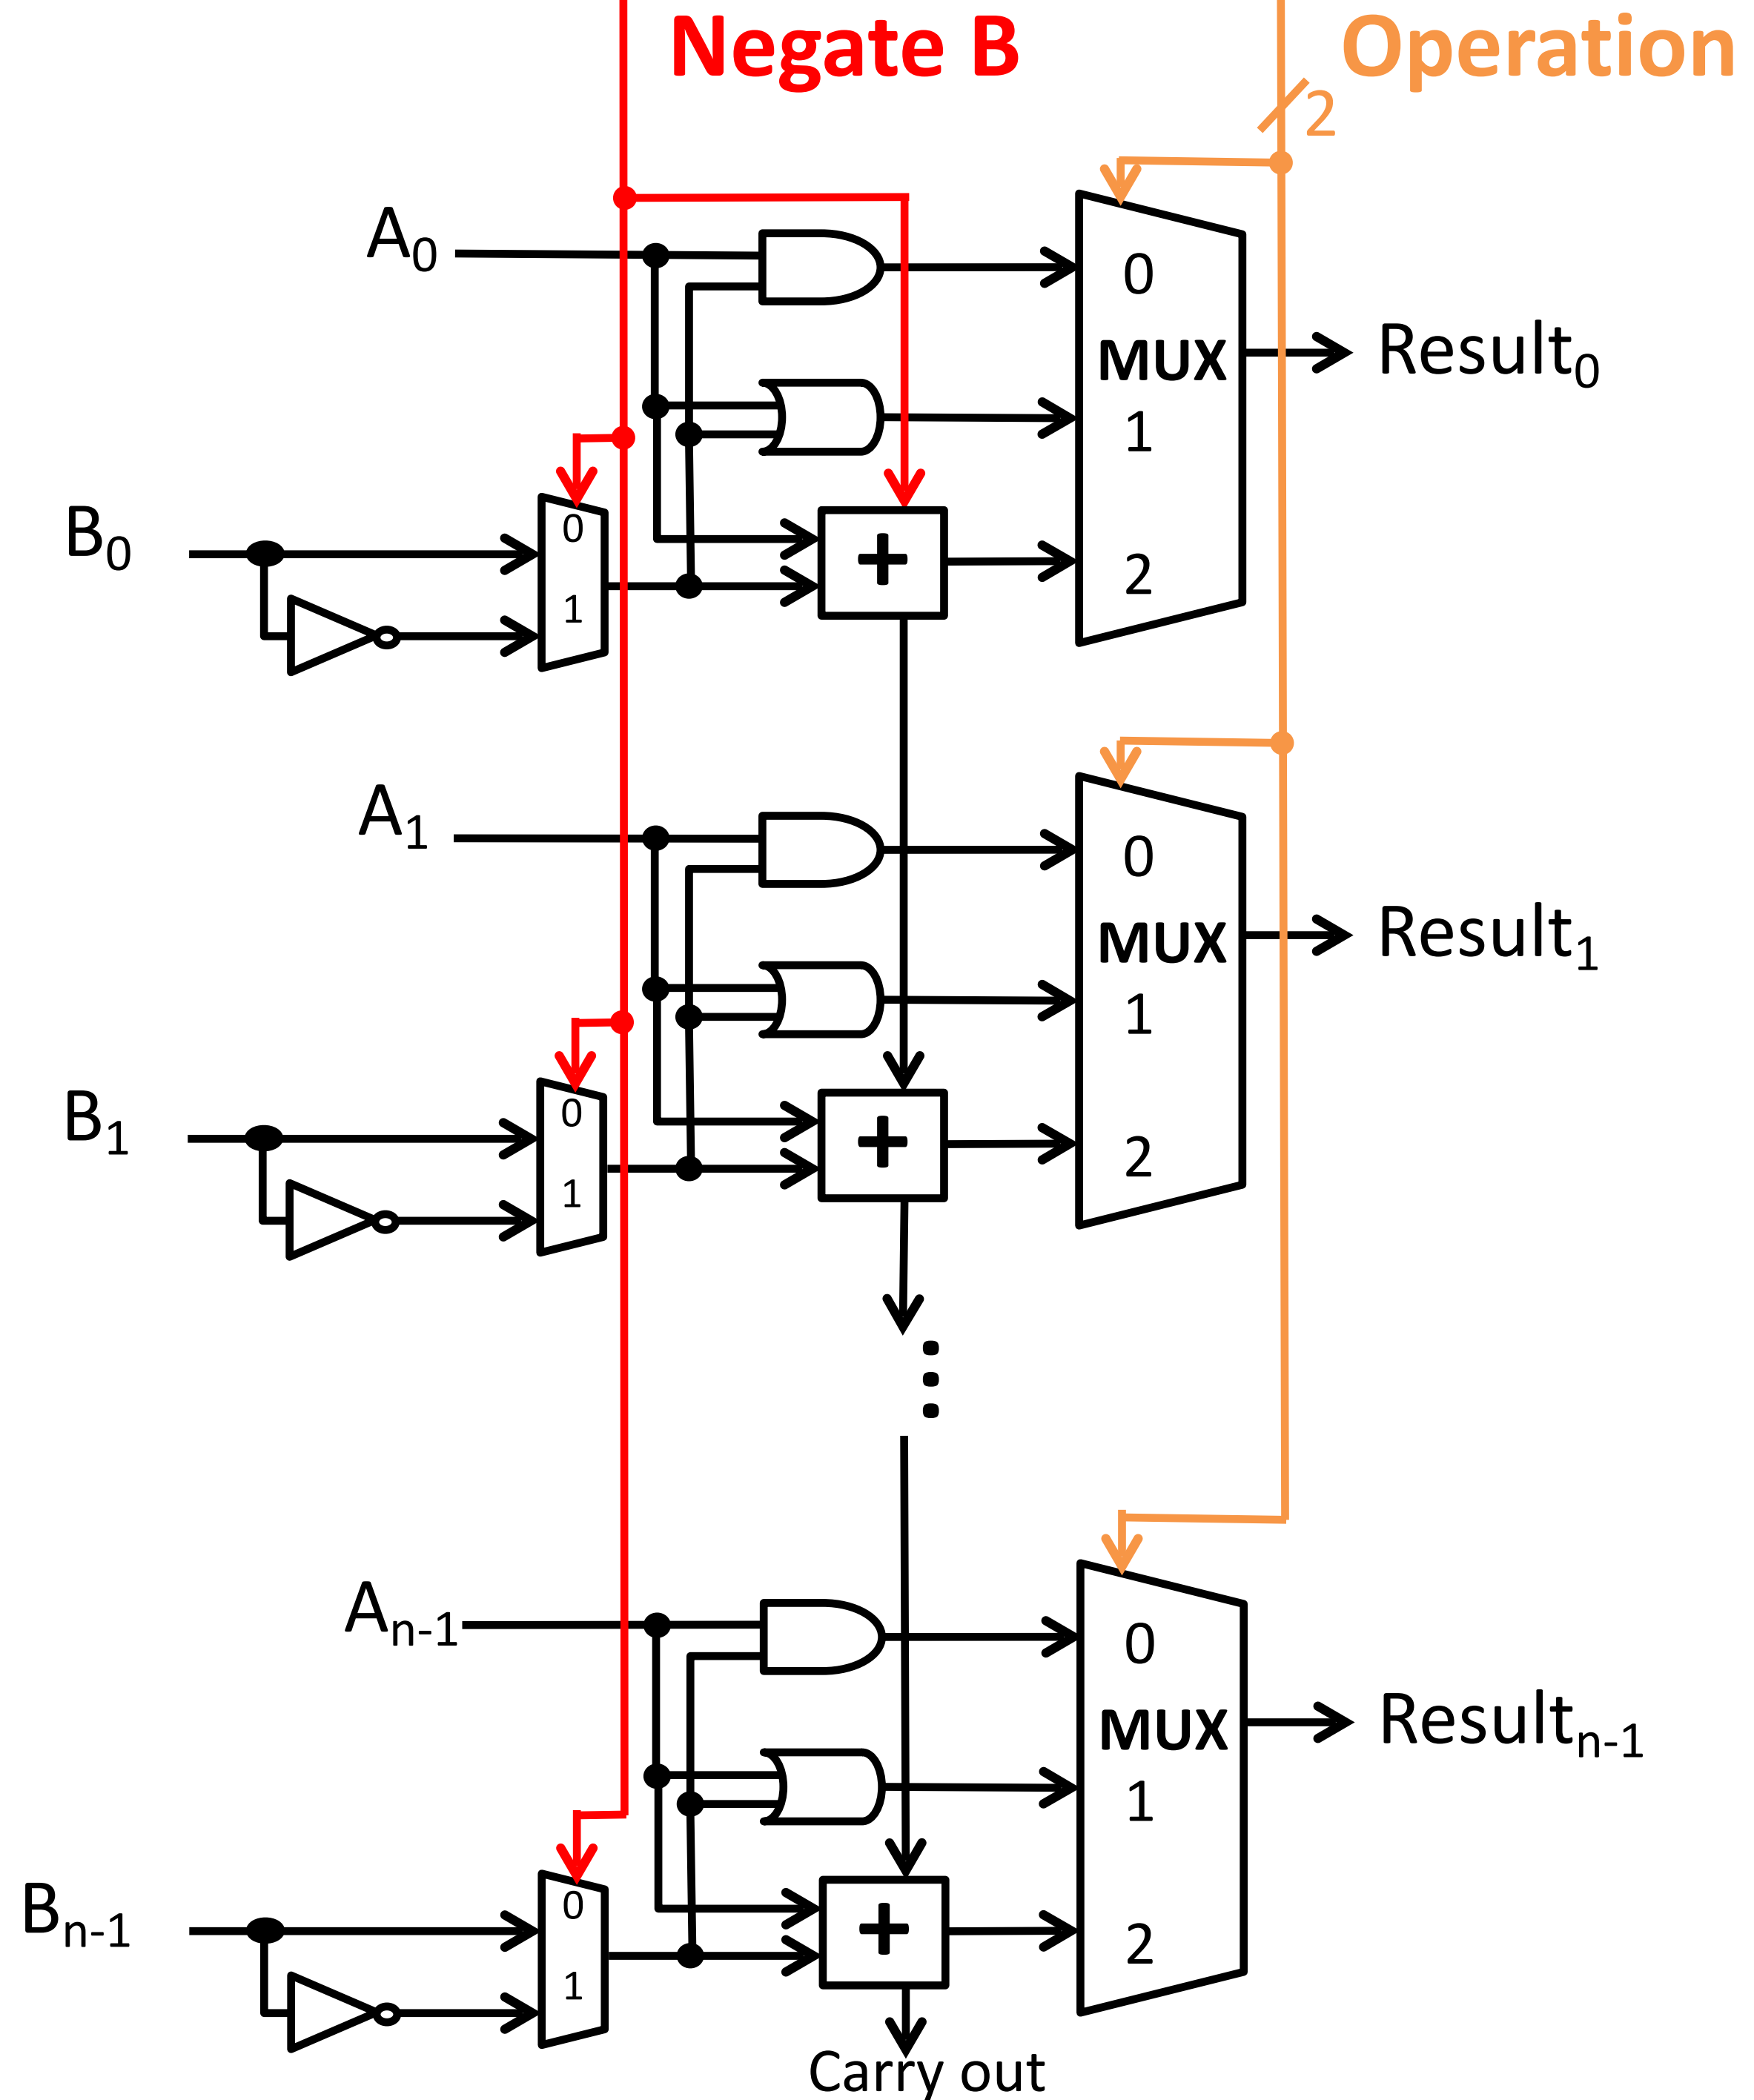 Negate B
Operation
2
A0
0
MUX
Result0
1
B0
0
+
2
1
A1
0
MUX
Result1
1
B1
0
+
2
1
An-1
0
MUX
Resultn-1
1
Bn-1
0
+
2
1
Carry out